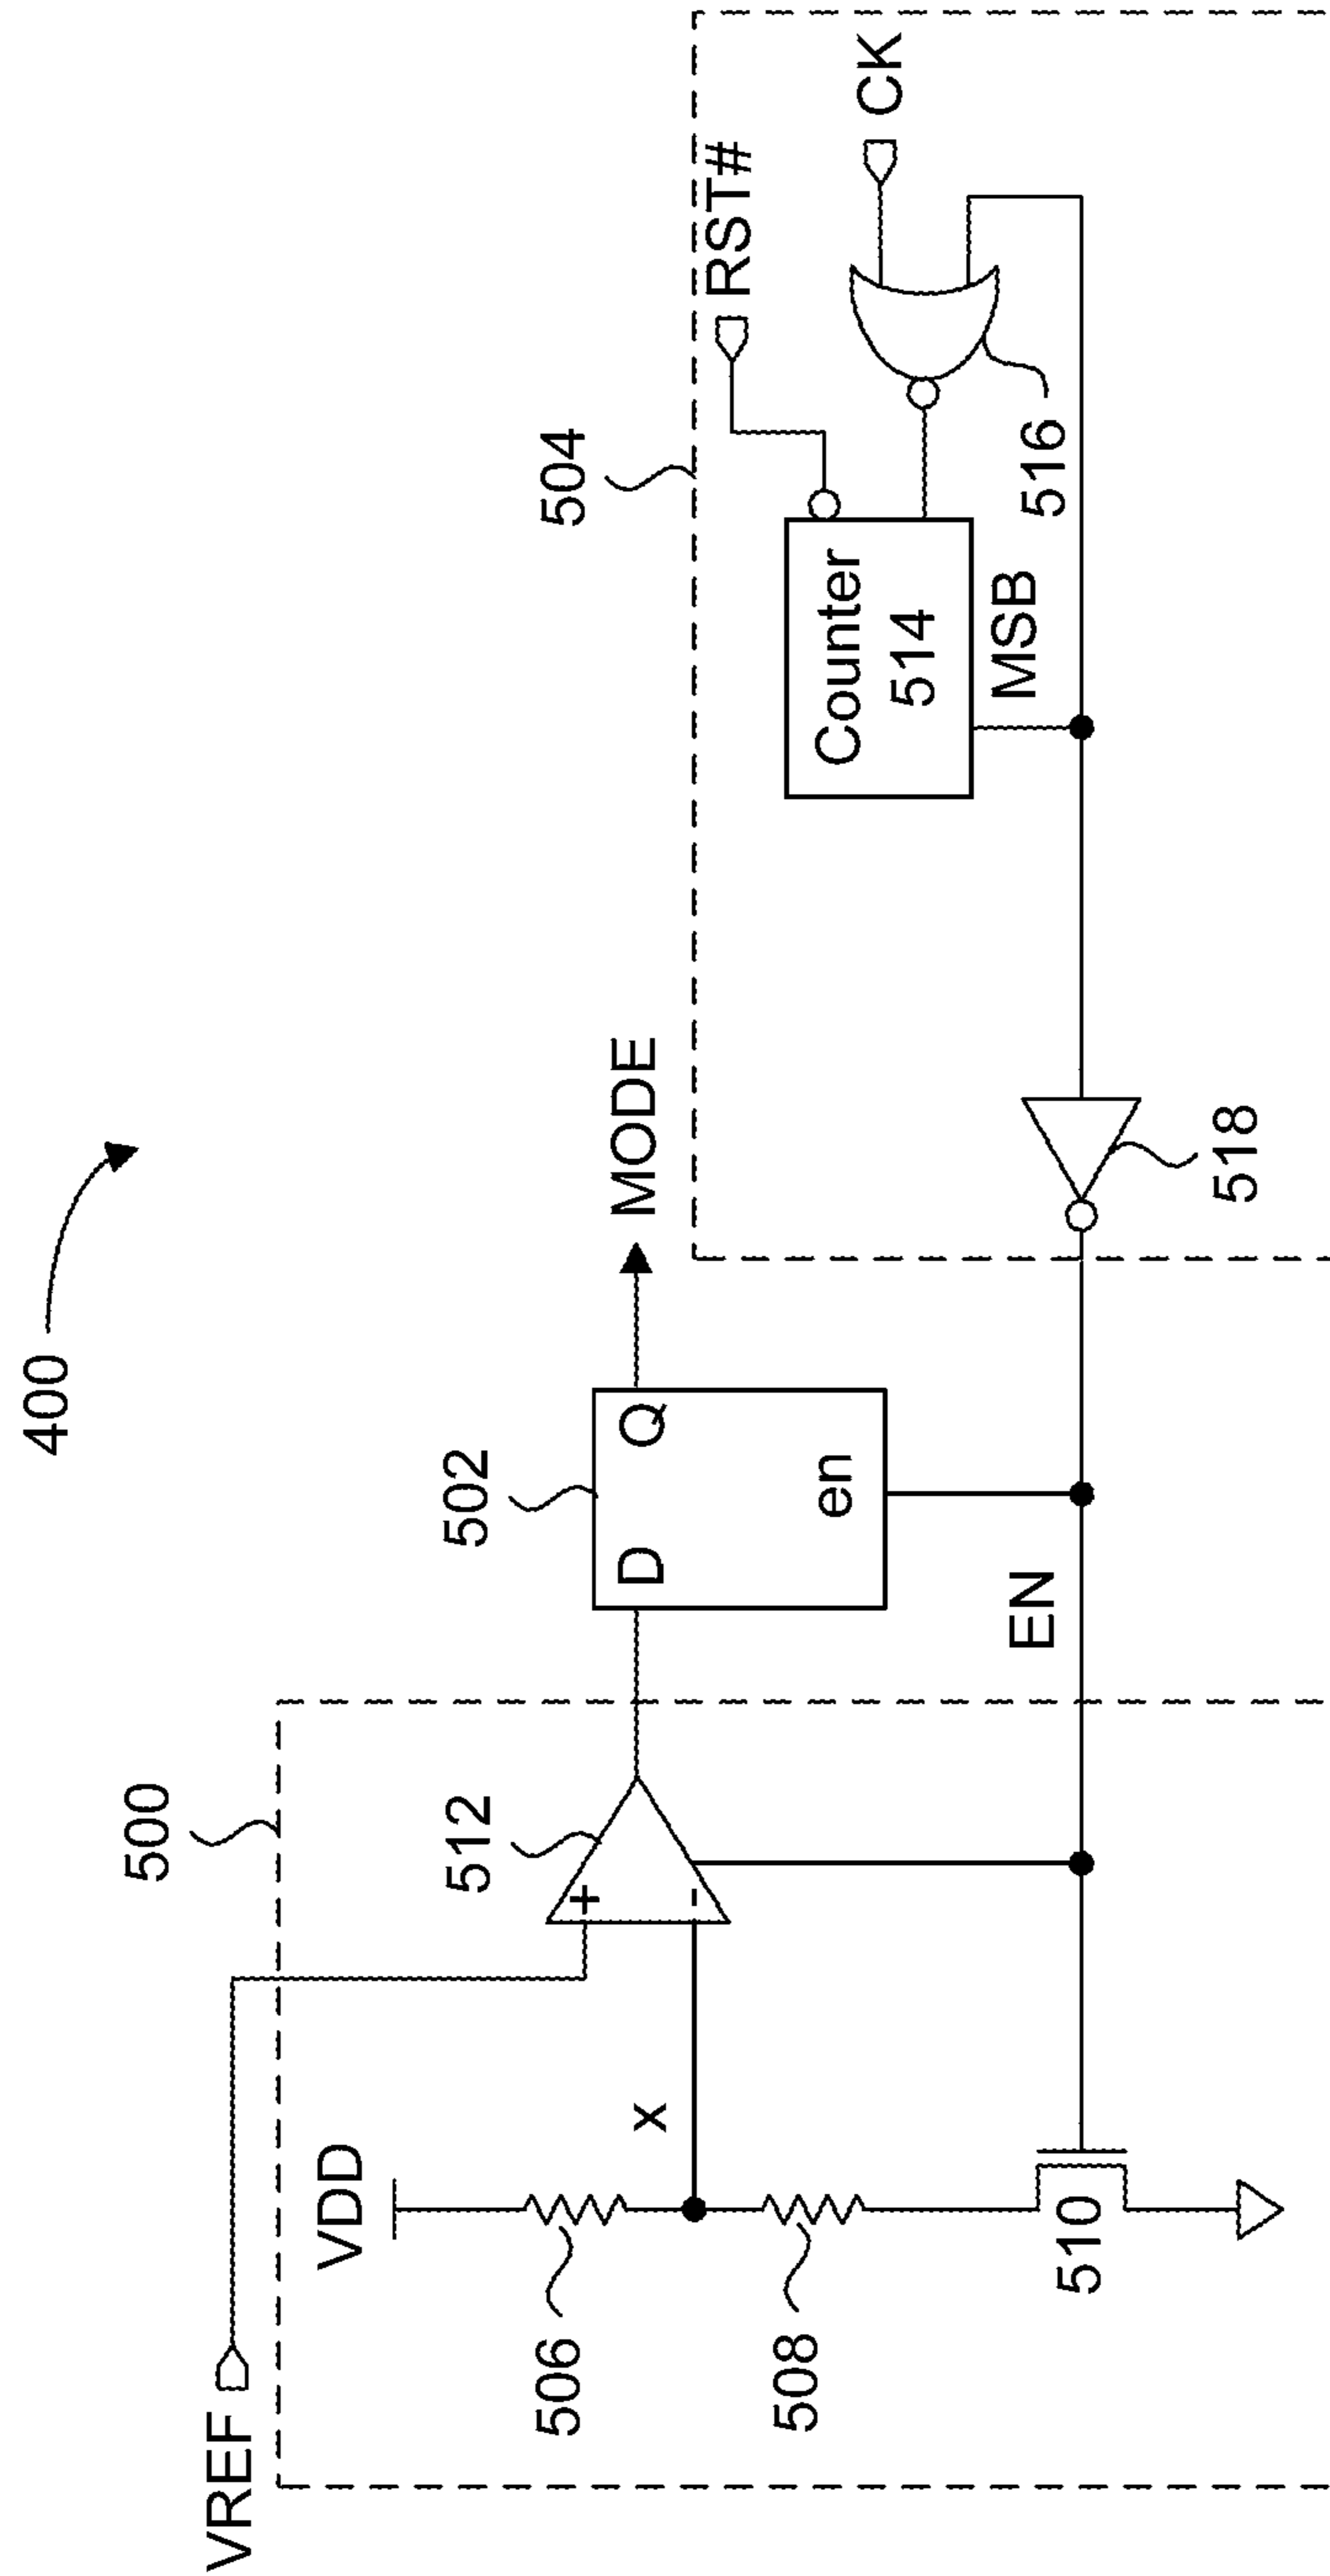 400
500
504
VREF
VDD
506
x
508
510
512
+
-
502
D
Q
en
MODE
EN
518
RST#
CK
Counter
514
MSB
516